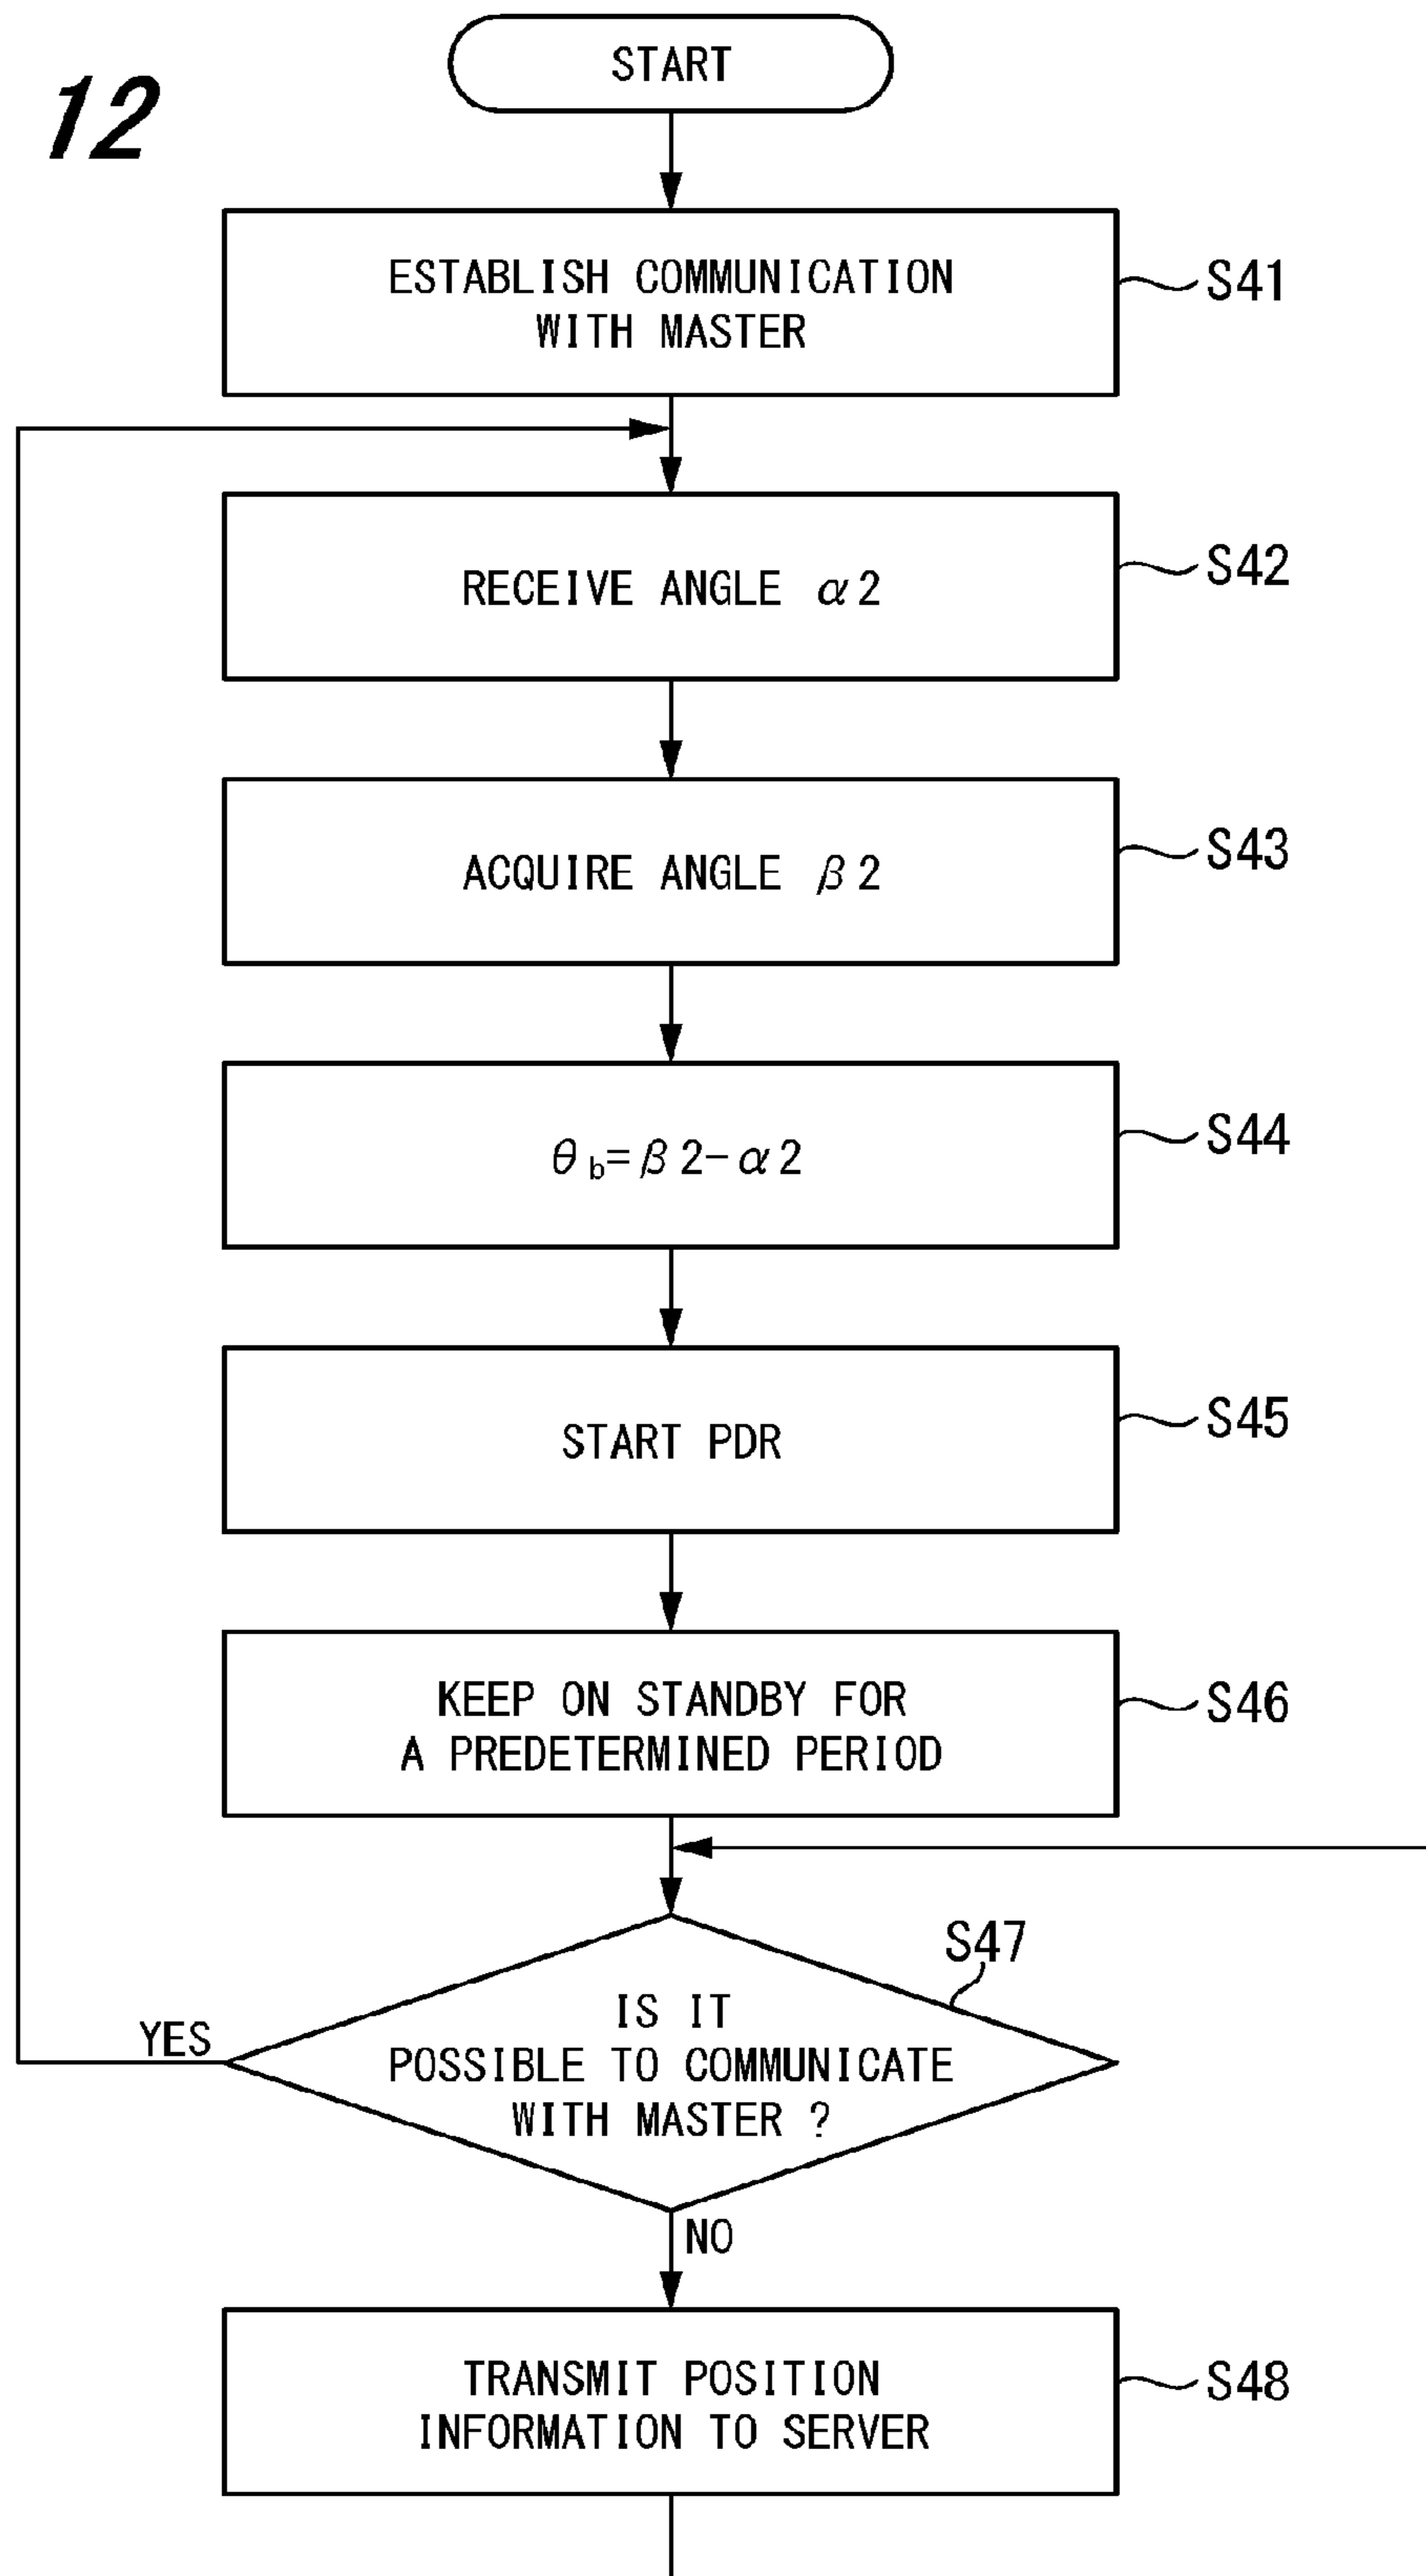 12
START
ESTABLISH COMMUNICATION
WITH MASTER
S41
RECEIVE ANGLE α2
S42
ACQUIRE ANGLE β2
S43
θb=β2-α2
S44
START PDR
S45
KEEP ON STANDBY FOR
A PREDETERMINED PERIOD
S46
S47
IS IT
POSSIBLE TO COMMUNICATE
WITH MASTER ?
YES
NO
TRANSMIT POSITION
INFORMATION TO SERVER
S48